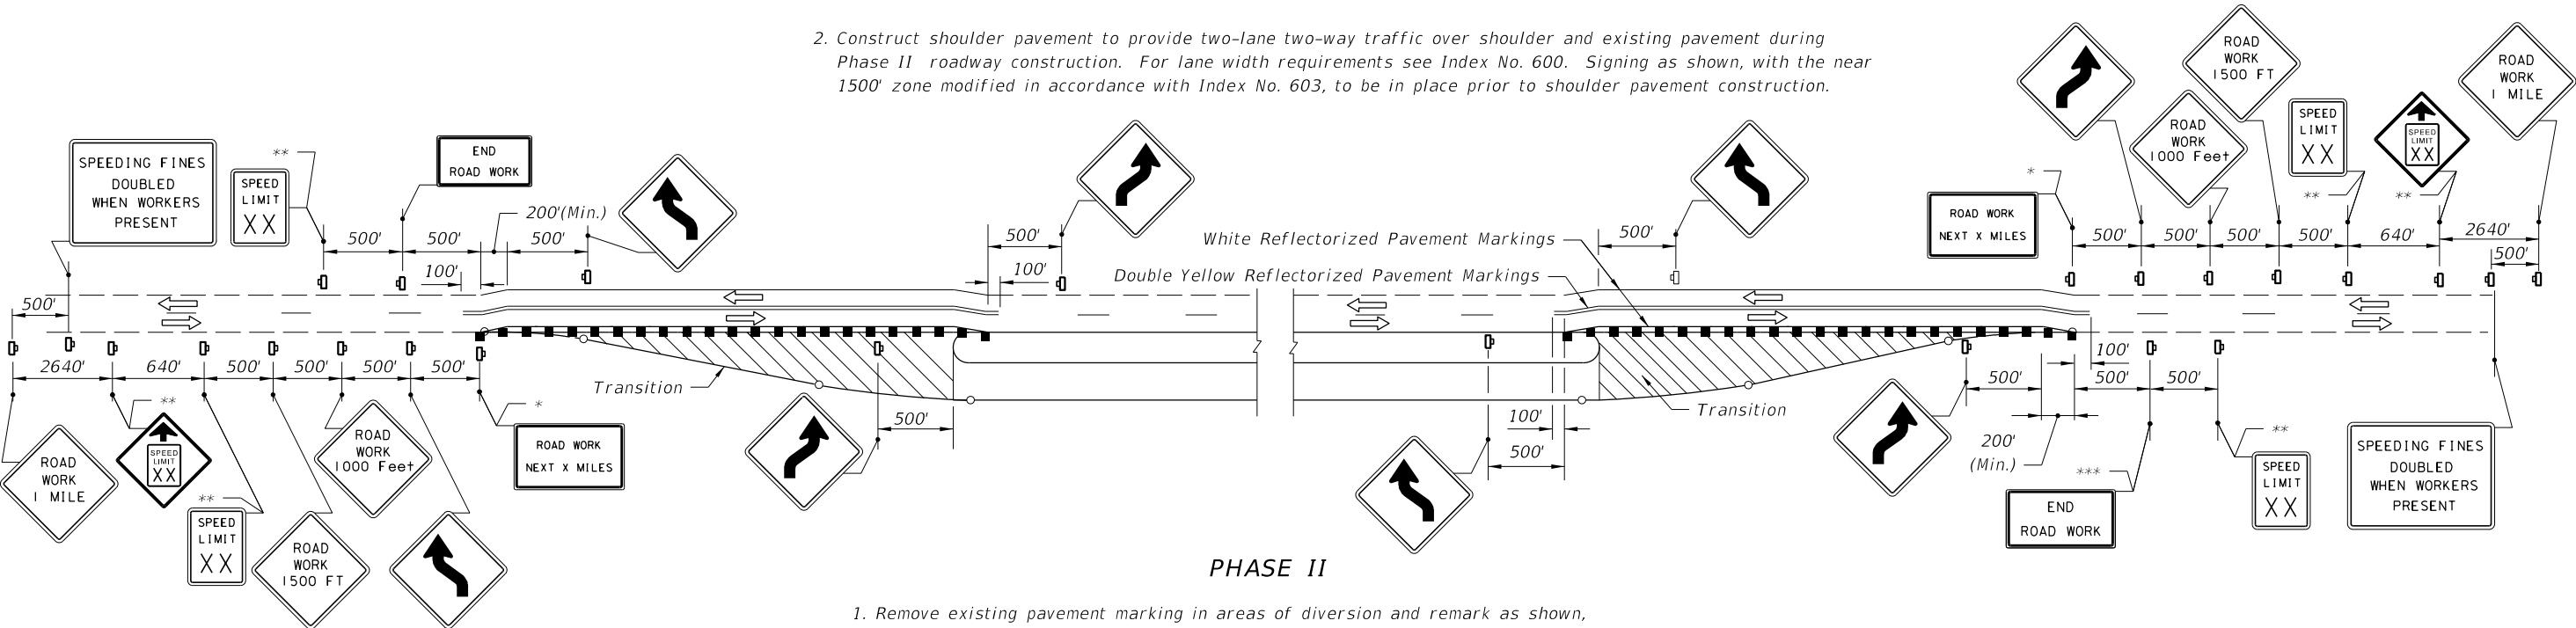 2. Construct shoulder pavement to provide two-lane two-way traffic over shoulder and existing pavement during
Phase II roadway construction. For lane width requirements see Index No. 600. Signing as shown, with the near
1500' zone modified in accordance with Index No. 603, to be in place prior to shoulder pavement construction.
SPEEDING FINES
DOUBLED
WHEN WORKERS
PRESENT
**
SPEED
LIMIT
XX
END
ROAD WORK
200'(Min.)
500'
500'
500'
100'
500'
500'
100'
White Reflectorized Pavement Markings
Double Yellow Reflectorized Pavement Markings
500'
ROAD
WORK
1500 FT
ROAD
WORK
1000 Feet
SPEED
LIMIT
XX
**
SPEED
LIMIT
XX
**
ROAD
WORK
1 MILE
*
ROAD WORK
NEXT X MILES
500'
500'
500'
500'
640'
2640'
500'
2640'
640'
500'
500'
500'
500'
Transition
500'
*
ROAD WORK
NEXT X MILES
ROAD
WORK
1 MILE
**
SPEED
LIMIT
XX
**
SPEED
LIMIT
XX
ROAD
WORK
1500 FT
ROAD
WORK
1000 Feet
100'
500'
Transition
100'
500'
500'
500'
200'
(Min.)
***
END
ROAD WORK
**
SPEED
LIMIT
XX
SPEEDING FINES
DOUBLED
WHEN WORKERS
PRESENT
PHASE II
1. Remove existing pavement marking in areas of diversion and remark as shown,